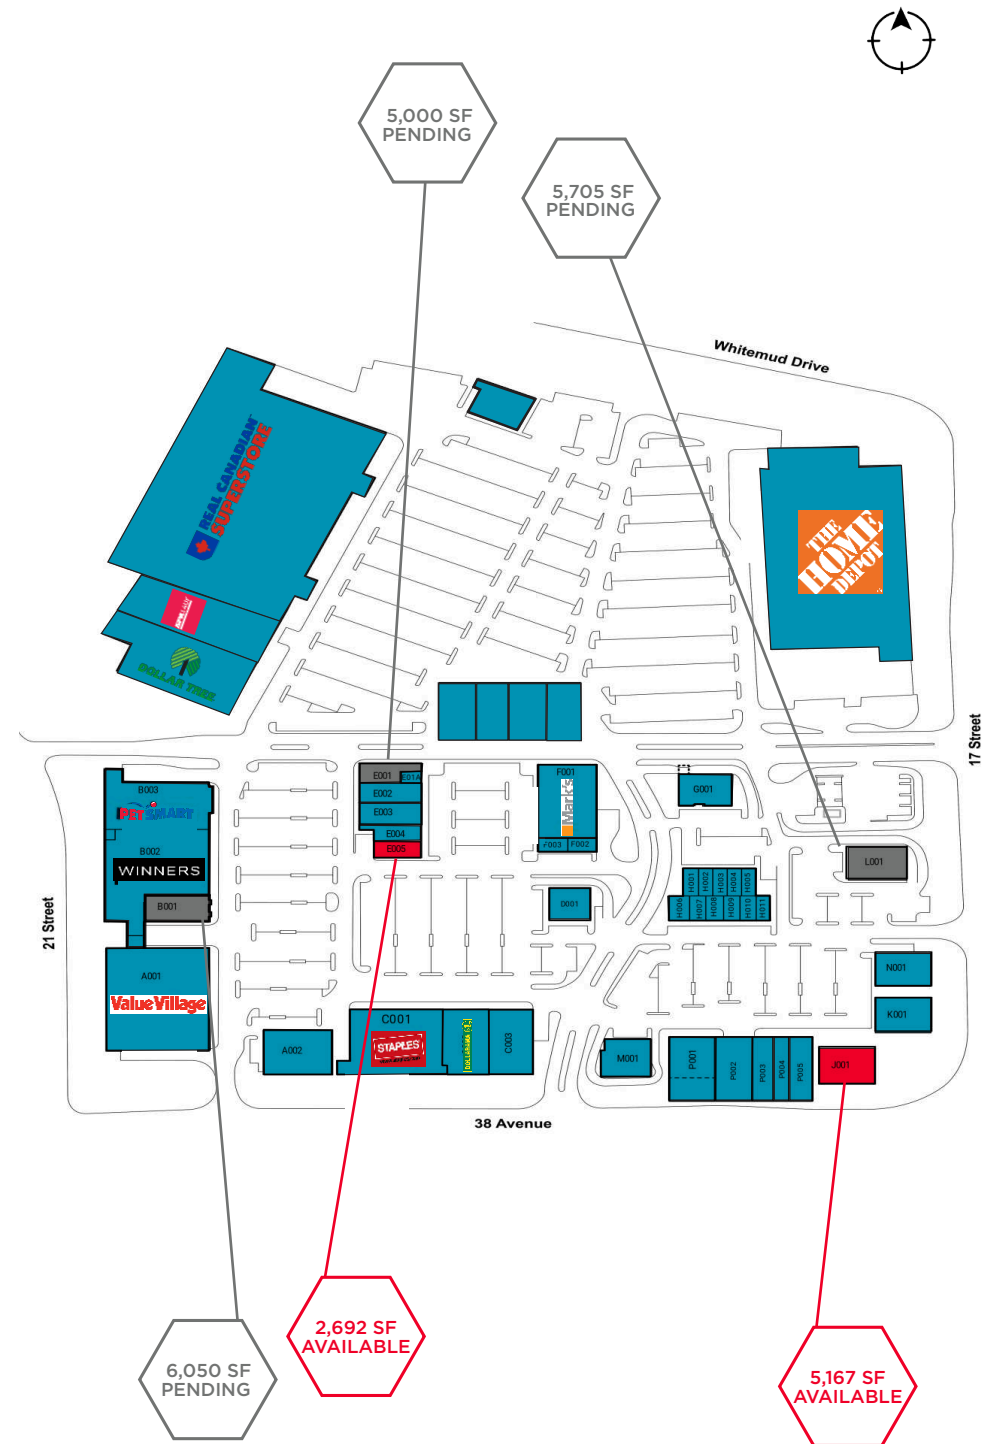 5,000 SF
PENDING
5,705 SF
PENDING
Whitemud Drive
REAL CANADIAN
SUPERSTORE
THE
HOME
DEPOT
DOLLAR TREE
17 Street
21 Street
B003
PETSMART
B002
WINNERS
B001
A001
Value Village
E001
E01A
E002
E003
E004
E005
F001
Mark's
F003
F002
G001
L001
D001
H001
H002
H003
H004
H005
H006
H007
H008
H009
H010
H011
N001
K001
A002
C001
STAPLES
DOLLARAMA
C003
M001
P001
P002
P003
P004
P005
J001
38 Avenue
2,692 SF
AVAILABLE
6,050 SF
PENDING
5,167 SF
AVAILABLE